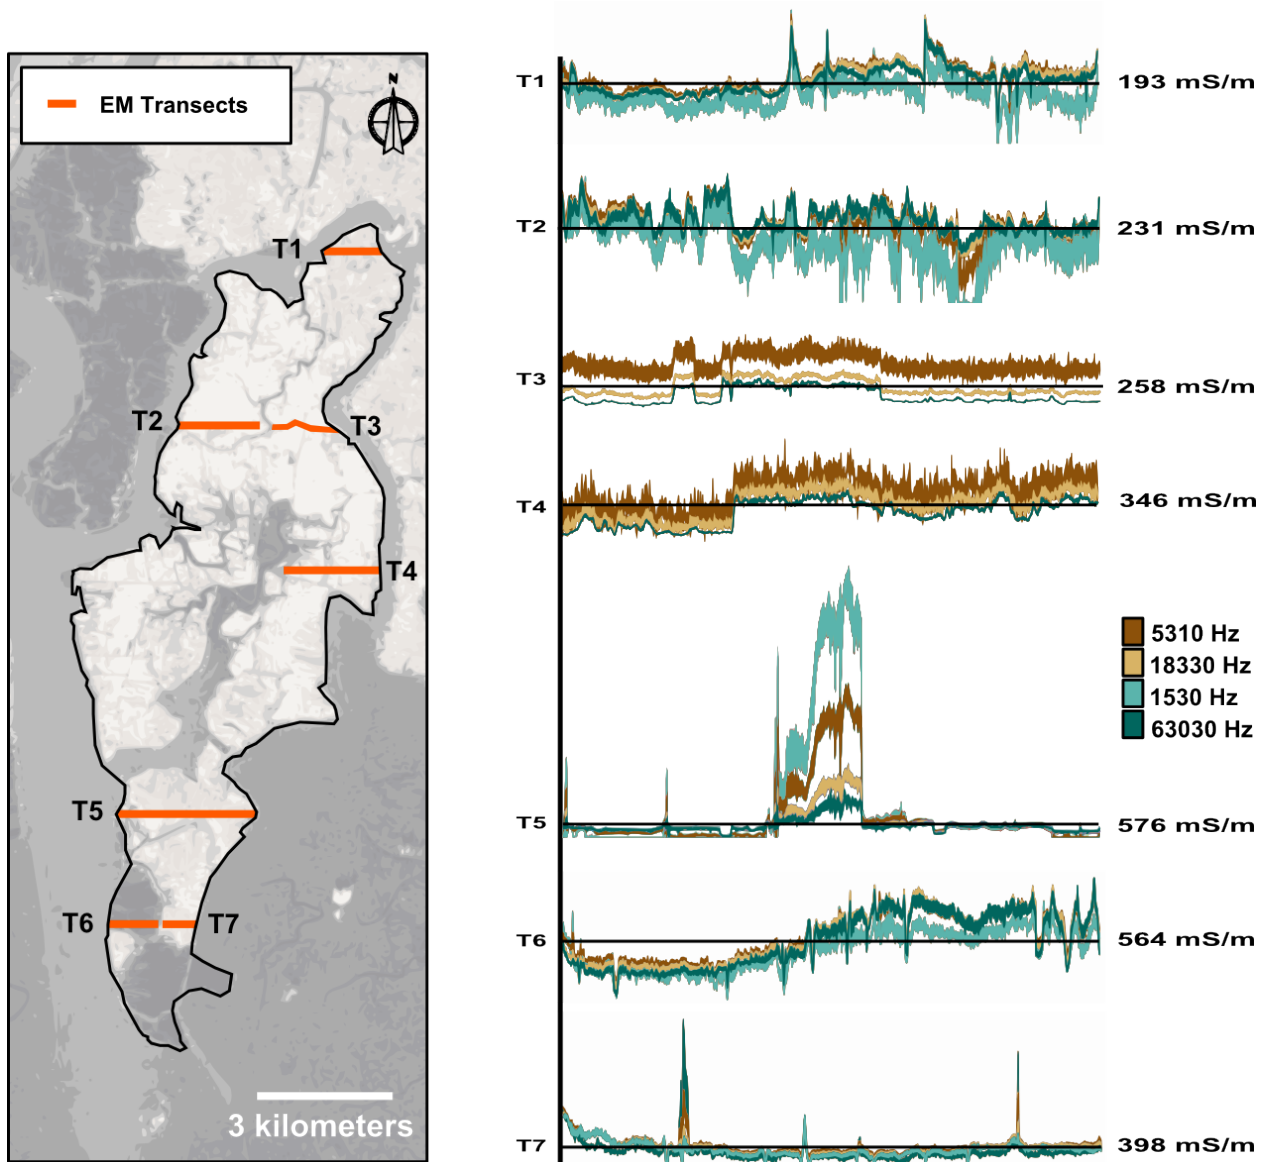 EM Transects
N
T1
T2
T3
T4
T5
T6
T7
3 kilometers
T1
193 mS/m
T2
231 mS/m
T3
258 mS/m
T4
346 mS/m
5310 Hz
18330 Hz
1530 Hz
63030 Hz
T5
576 mS/m
T6
564 mS/m
T7
398 mS/m